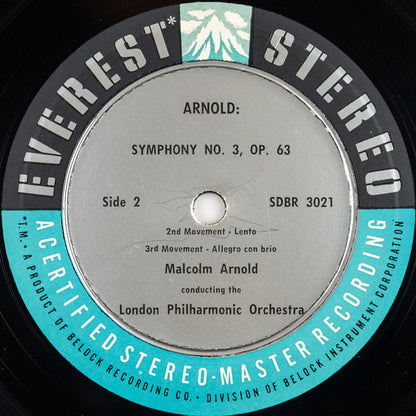 EVEREST* STEREO
ARNOLD:
SYMPHONY NO. 3, OP. 63
Side 2 SDBR 3021
2nd Movement - Lento
3rd Movement - Allegro con brio
Malcolm Arnold
conducting the
London Philharmonic Orchestra
A CERTIFIED STEREO-MASTER RECORDING
*T.M. • A PRODUCT OF BELOCK RECORDING CO. • DIVISION OF BELOCK INSTRUMENT CORPORATION